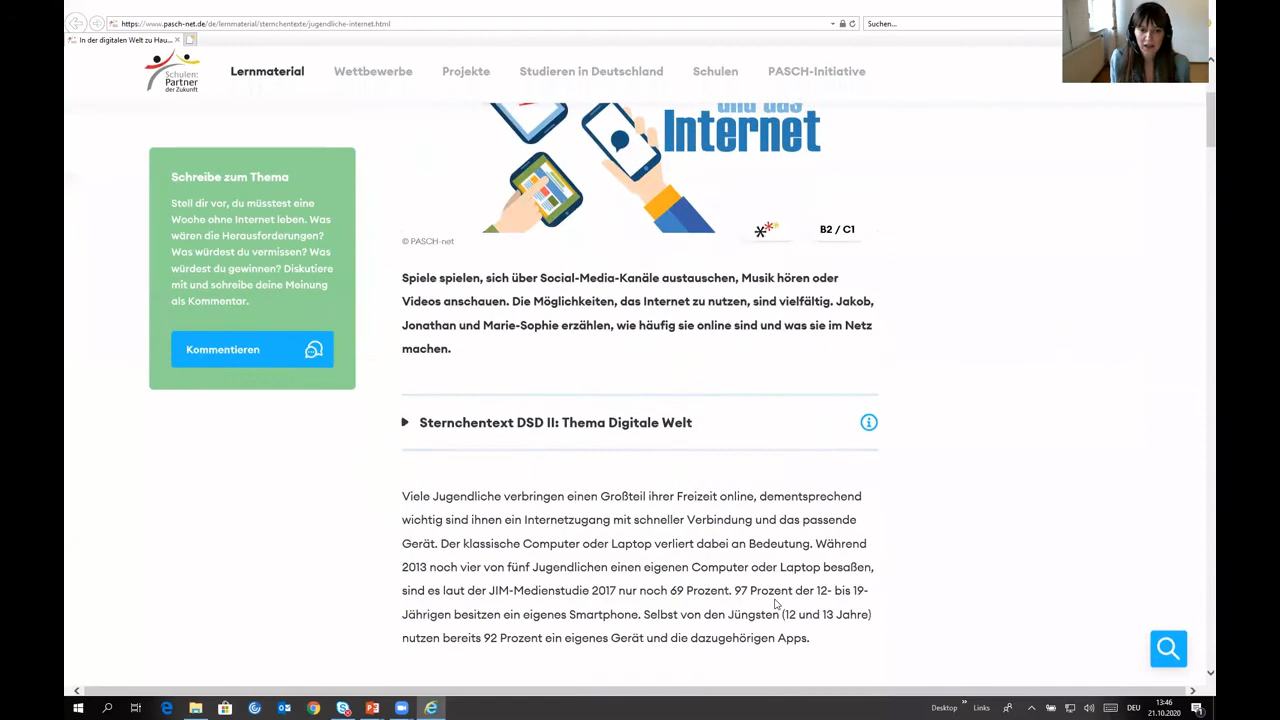 https://www.pasch-net.de/de/lernmaterial/sternchentexte/jugendliche-internet.html
Suchen...
In der digitalen Welt zu Hau...
Schulen:
Partner
der Zukunft
Lernmaterial
Wettbewerbe
Projekte
Studieren in Deutschland
Schulen
PASCH-Initiative
und das
Internet
© PASCH-net
B2 / C1
Schreibe zum Thema
Stell dir vor, du müsstest eine
Woche ohne Internet leben. Was
wären die Herausforderungen?
Was würdest du vermissen? Was
würdest du gewinnen? Diskutiere
mit und schreibe deine Meinung
als Kommentar.
Kommentieren
Spiele spielen, sich über Social-Media-Kanäle austauschen, Musik hören oder
Videos anschauen. Die Möglichkeiten, das Internet zu nutzen, sind vielfältig. Jakob,
Jonathan und Marie-Sophie erzählen, wie häufig sie online sind und was sie im Netz
machen.
Sternchentext DSD II: Thema Digitale Welt
Viele Jugendliche verbringen einen Großteil ihrer Freizeit online, dementsprechend
wichtig sind ihnen ein Internetzugang mit schneller Verbindung und das passende
Gerät. Der klassische Computer oder Laptop verliert dabei an Bedeutung. Während
2013 noch vier von fünf Jugendlichen einen eigenen Computer oder Laptop besaßen,
sind es laut der JIM-Medienstudie 2017 nur noch 69 Prozent. 97 Prozent der 12- bis 19-
Jährigen besitzen ein eigenes Smartphone. Selbst von den Jüngsten (12 und 13 Jahre)
nutzen bereits 92 Prozent ein eigenes Gerät und die dazugehörigen Apps.
Desktop
Links
DEU
13:46
21.10.2020